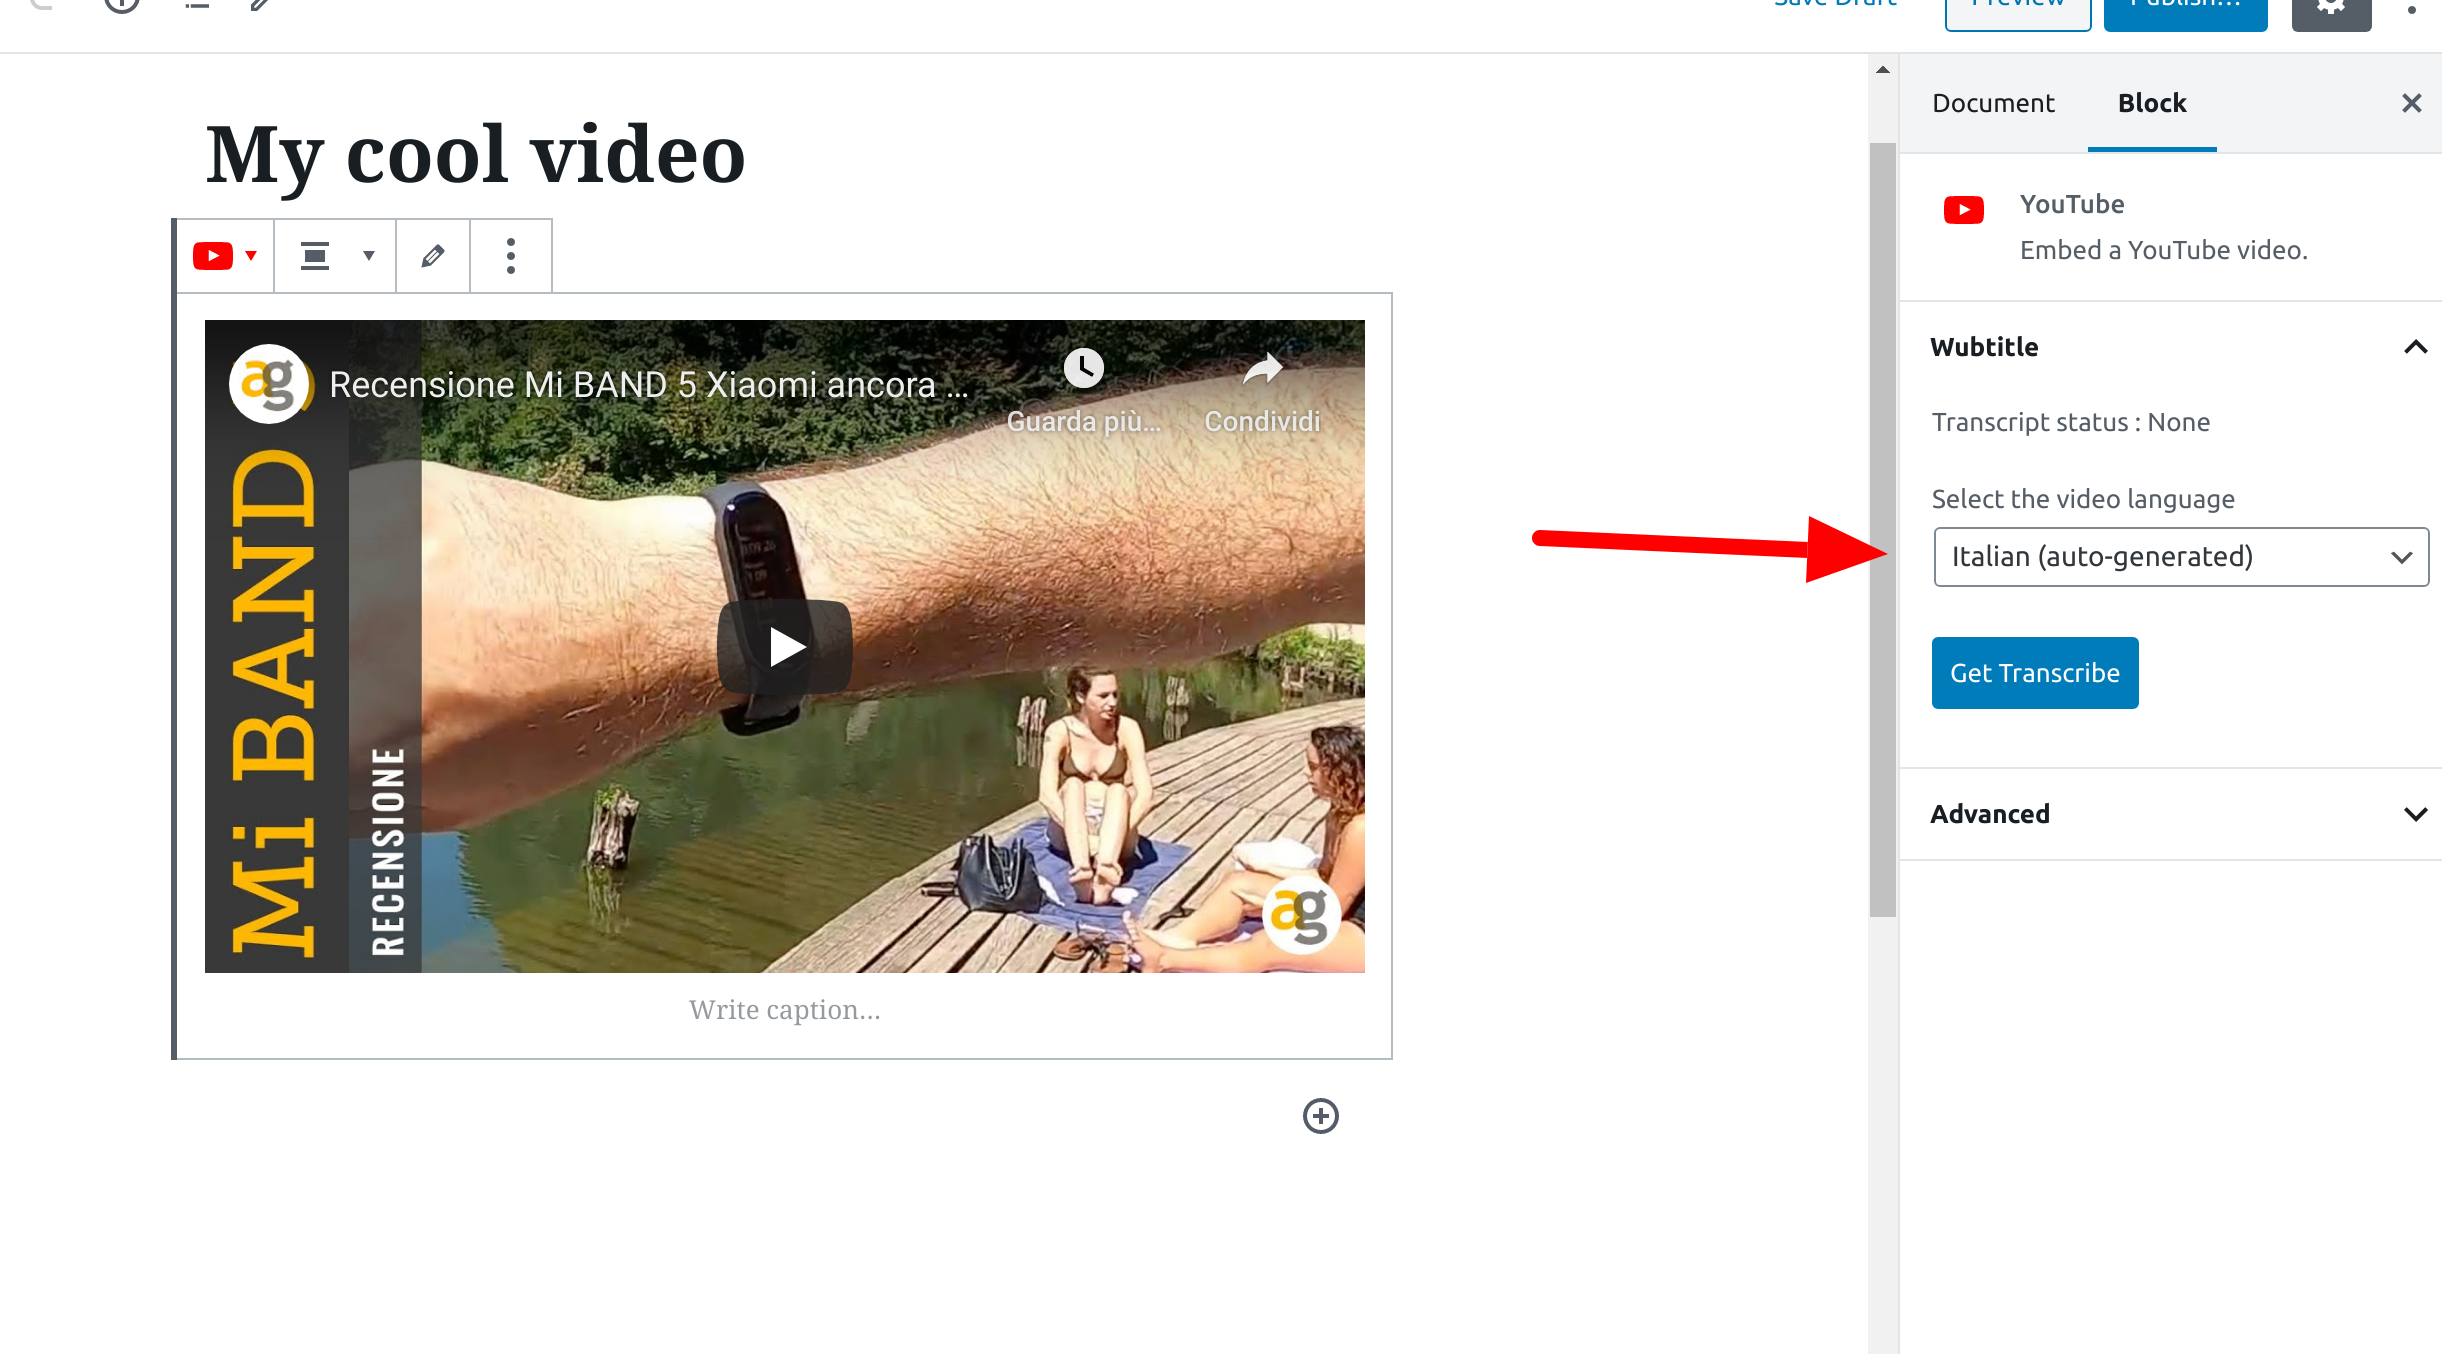 Save Draft
Preview
Publish...
My cool video
Document
Block
YouTube
Embed a YouTube video.
Wubtitle
Transcript status : None
Select the video language
Italian (auto-generated)
Get Transcribe
Advanced
ag
Recensione Mi BAND 5 Xiaomi ancora ...
Guarda più...
Condividi
Mi BAND
RECENSIONE
ag
Write caption...